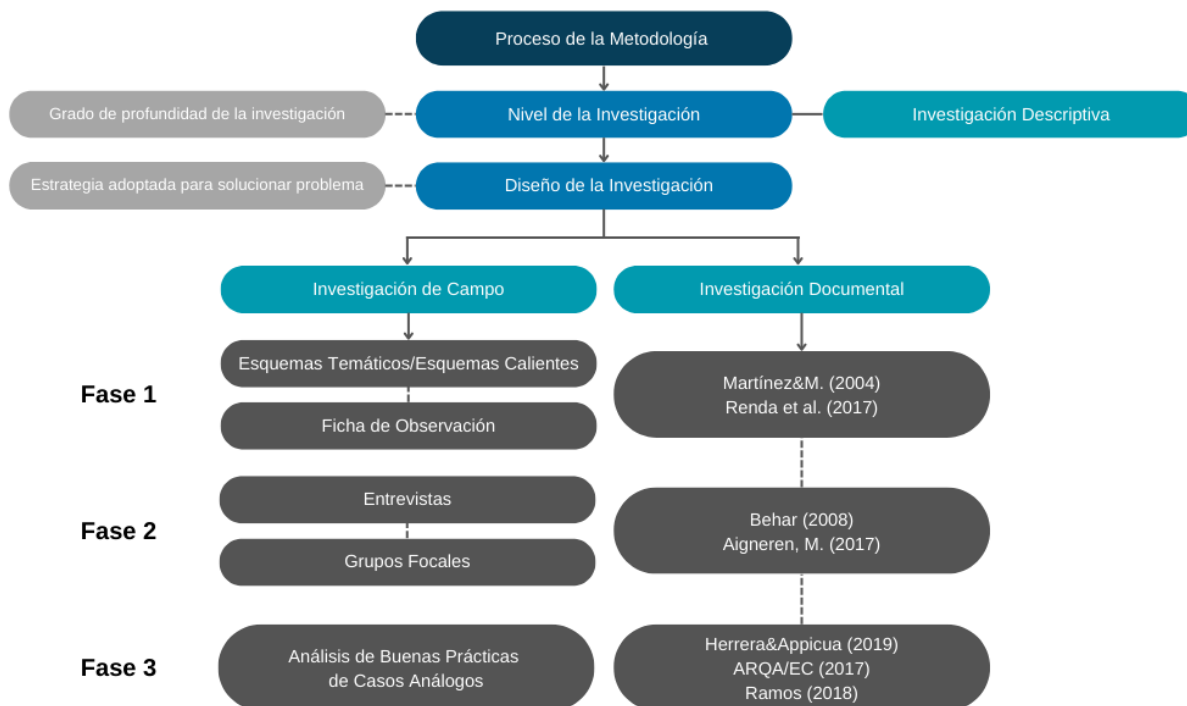 Proceso de la Metodología
Grado de profundidad de la investigación
Nivel de la Investigación
Investigación Descriptiva
Estrategia adoptada para solucionar problema
Diseño de la Investigación
Investigación de Campo
Investigación Documental
Fase 1
Esquemas Temáticos/Esquemas Calientes
Ficha de Observación
Martínez&M. (2004)
Renda et al. (2017)
Fase 2
Entrevistas
Grupos Focales
Behar (2008)
Aigneren, M. (2017)
Fase 3
Análisis de Buenas Prácticas
de Casos Análogos
Herrera&Appicua (2019)
ARQA/EC (2017)
Ramos (2018)